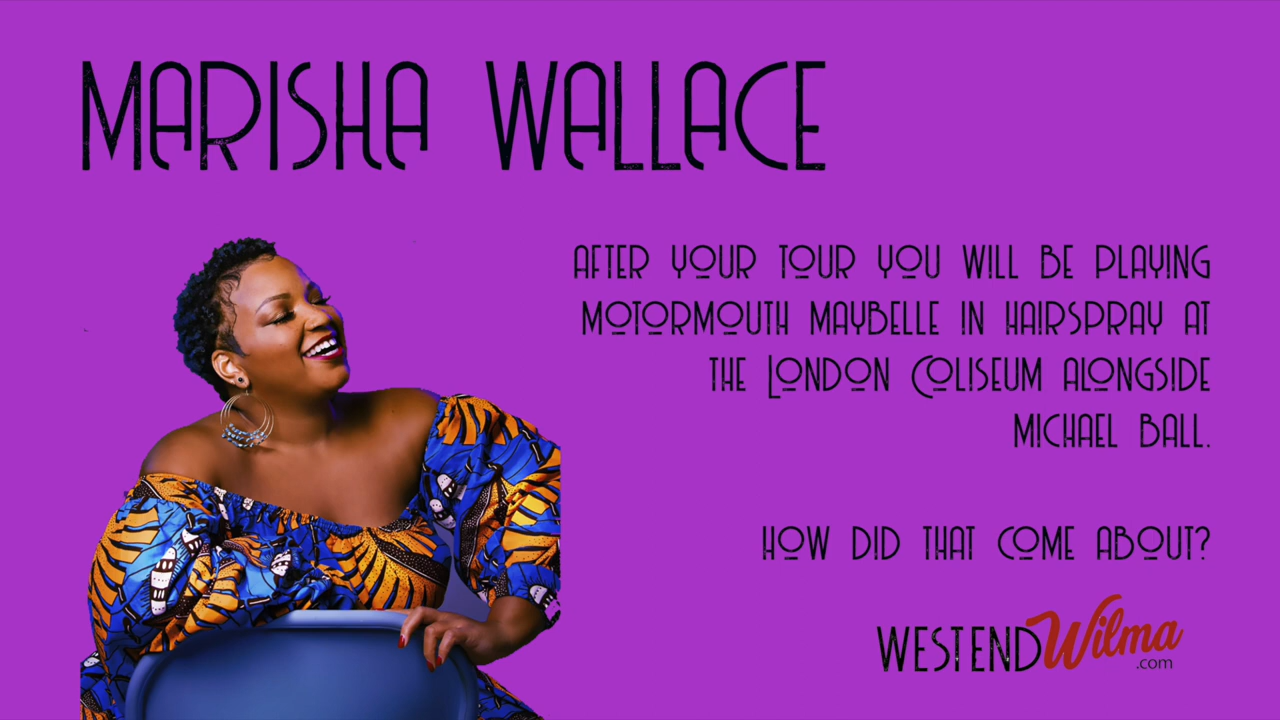 MARISHA WALLACE
AFTER YOUR TOUR YOU WILL BE PLAYING
MOTORMOUTH MAYBELLE IN HAIRSPRAY AT
THE LONDON COLISEUM ALONGSIDE
MICHAEL BALL.
HOW DID THAT COME ABOUT?
WESTENDWilma
.com